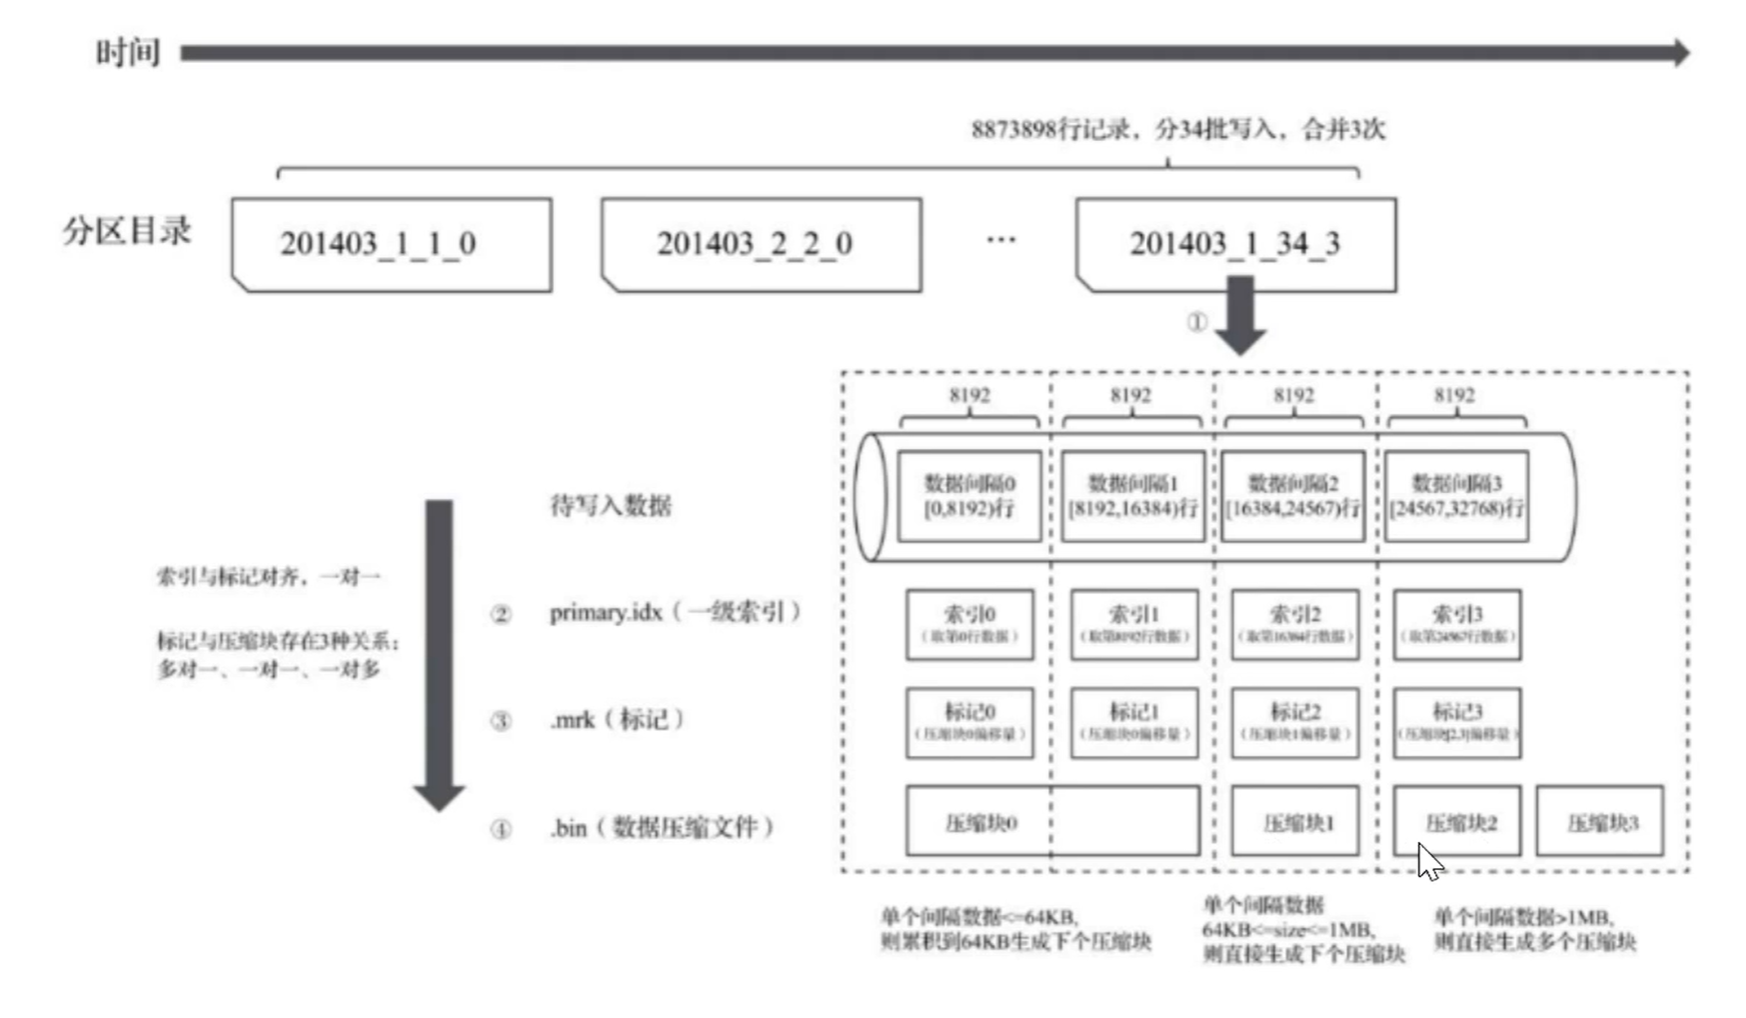 时间
8873898行记录，分34批写入，合并3次
分区目录
201403_1_1_0
201403_2_2_0
...
201403_1_34_3
①
8192
8192
8192
8192
待写入数据
数据间隔0
[0,8192)行
数据间隔1
[8192,16384)行
数据间隔2
[16384,24567)行
数据间隔3
[24567,32768)行
索引与标记对齐，一对一
标记与压缩块存在3种关系：
多对一、一对一、一对多
② primary.idx（一级索引）
索引0
（取第0行数据）
索引1
（取第8192行数据）
索引2
（取第16384行数据）
索引3
（取第24567行数据）
③ .mrk（标记）
标记0
（压缩块0偏移量）
标记1
（压缩块0偏移量）
标记2
（压缩块1偏移量）
标记3
（压缩块[2,3]偏移量）
④ .bin（数据压缩文件）
压缩块0
压缩块1
压缩块2
压缩块3
单个间隔数据<=64KB,
则累积到64KB生成下个压缩块
单个间隔数据
64KB<=size<=1MB,
则直接生成下个压缩块
单个间隔数据>1MB,
则直接生成多个压缩块